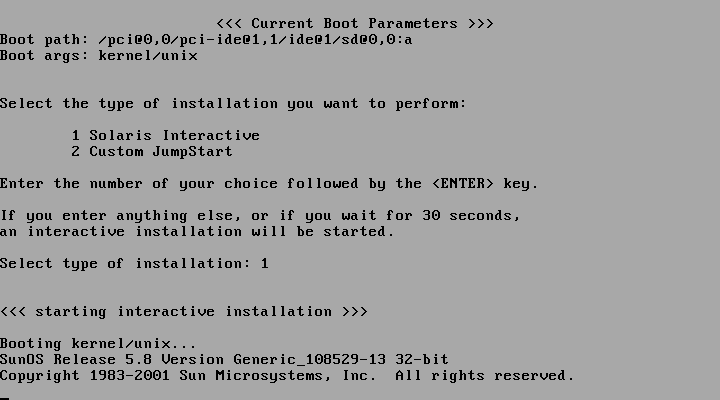 <<< Current Boot Parameters >>>
Boot path: /pci@0,0/pci-ide@1,1/ide@1/sd@0,0:a
Boot args: kernel/unix
Select the type of installation you want to perform:
1 Solaris Interactive
2 Custom JumpStart
Enter the number of your choice followed by the <ENTER> key.
If you enter anything else, or if you wait for 30 seconds,
an interactive installation will be started.
Select type of installation: 1
<<< starting interactive installation >>>
Booting kernel/unix...
SunOS Release 5.8 Version Generic_108529-13 32-bit
Copyright 1983-2001 Sun Microsystems, Inc.  All rights reserved.